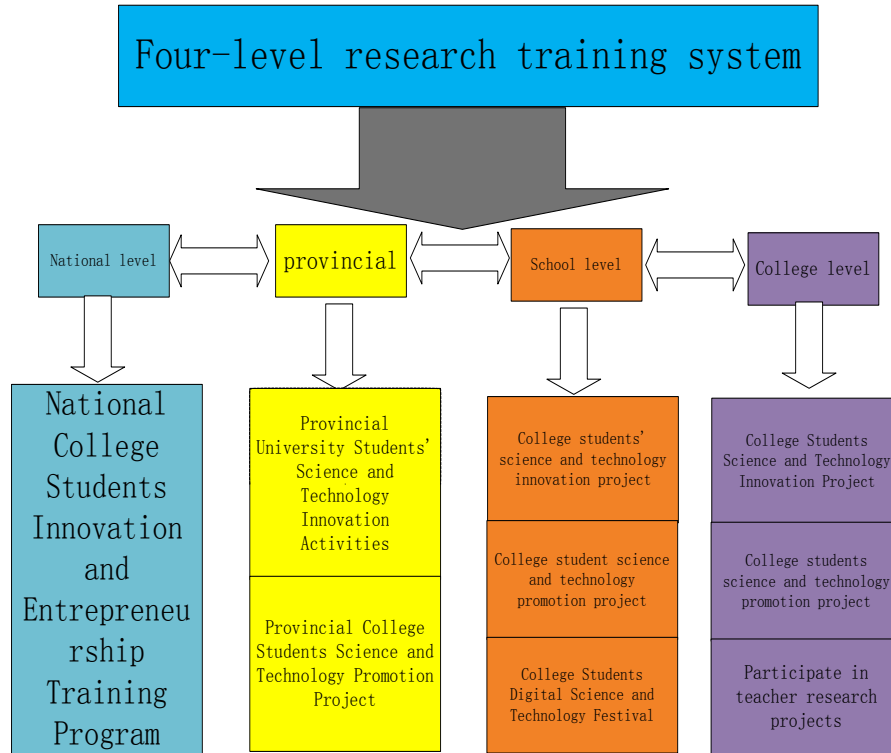 Four-level research training system
National level
provincial
School level
College level
National
College
Students
Innovation
and
Entrepreneu
rship
Training
Program
Provincial
University Students'
Science and
Technology
Innovation
Activities
Provincial College
Students Science and
Technology Promotion
Project
College students'
science and technology
innovation project
College student science
and technology
promotion project
College Students
Digital Science and
Technology Festival
College Students
Science and Technology
Innovation Project
College students
science and technology
promotion project
Participate in
teacher research
projects